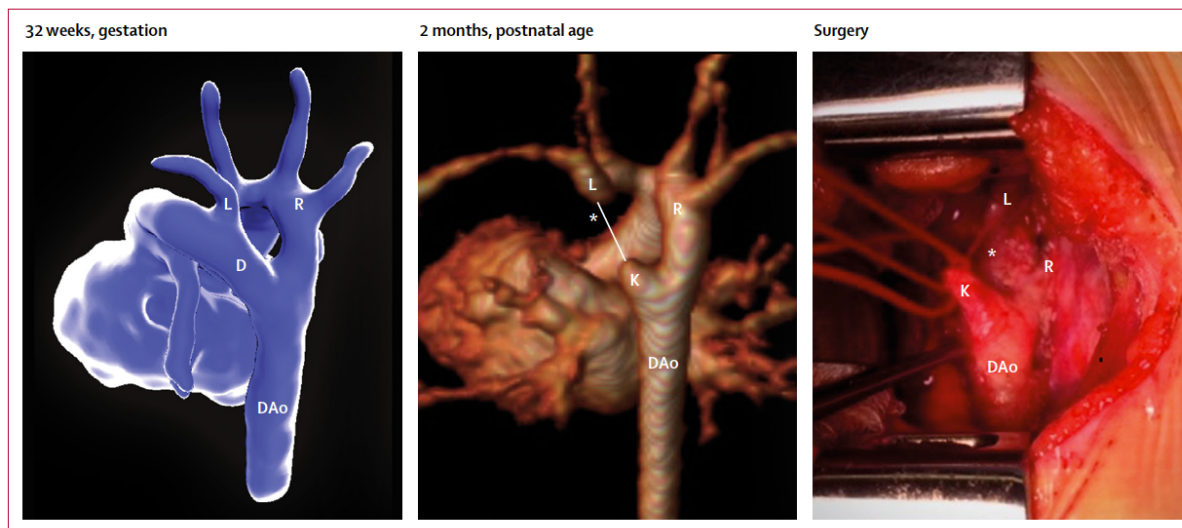 32 weeks, gestation
2 months, postnatal age
Surgery
L
R
D
DAo
L
*
R
K
DAo
L
*
R
K
DAo